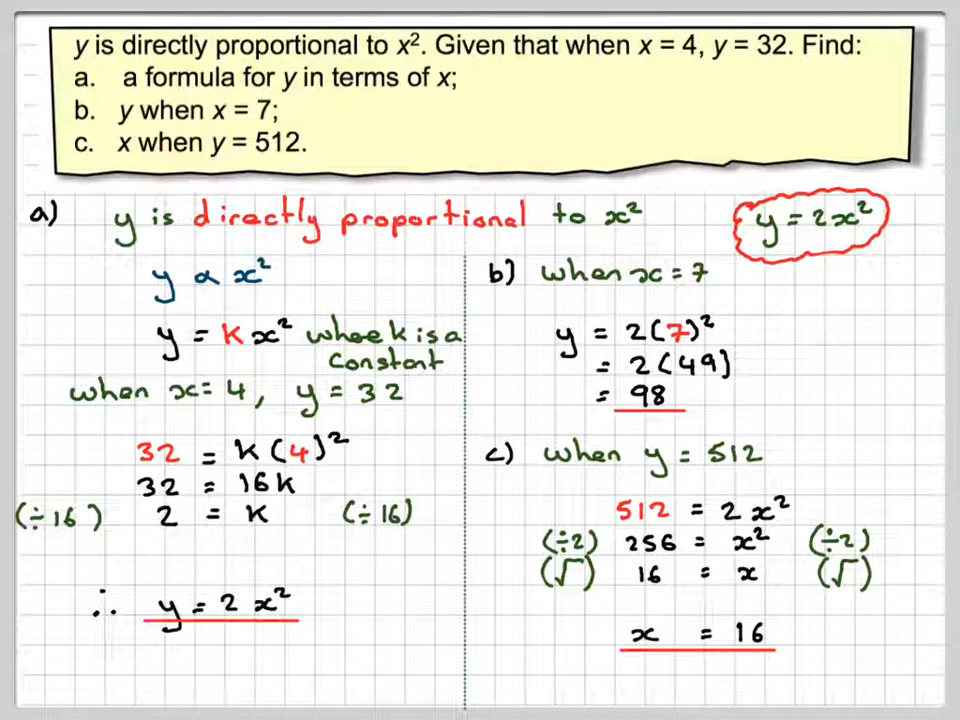 y is directly proportional to x². Given that when x = 4, y = 32. Find:
a. a formula for y in terms of x;
b. y when x = 7;
c. x when y = 512.
a) y is directly proportional to x²
y = 2x²
y ∝ x²
y = kx² where k is a
constant
when x = 4, y = 32
32 = k(4)²
32 = 16k
(÷16) 2 = k (÷16)
∴ y = 2x²
b) when x = 7
y = 2(7)²
= 2(49)
= 98
c) when y = 512
512 = 2x²
(÷2) 256 = x² (÷2)
(√) 16 = x (√)
x = 16